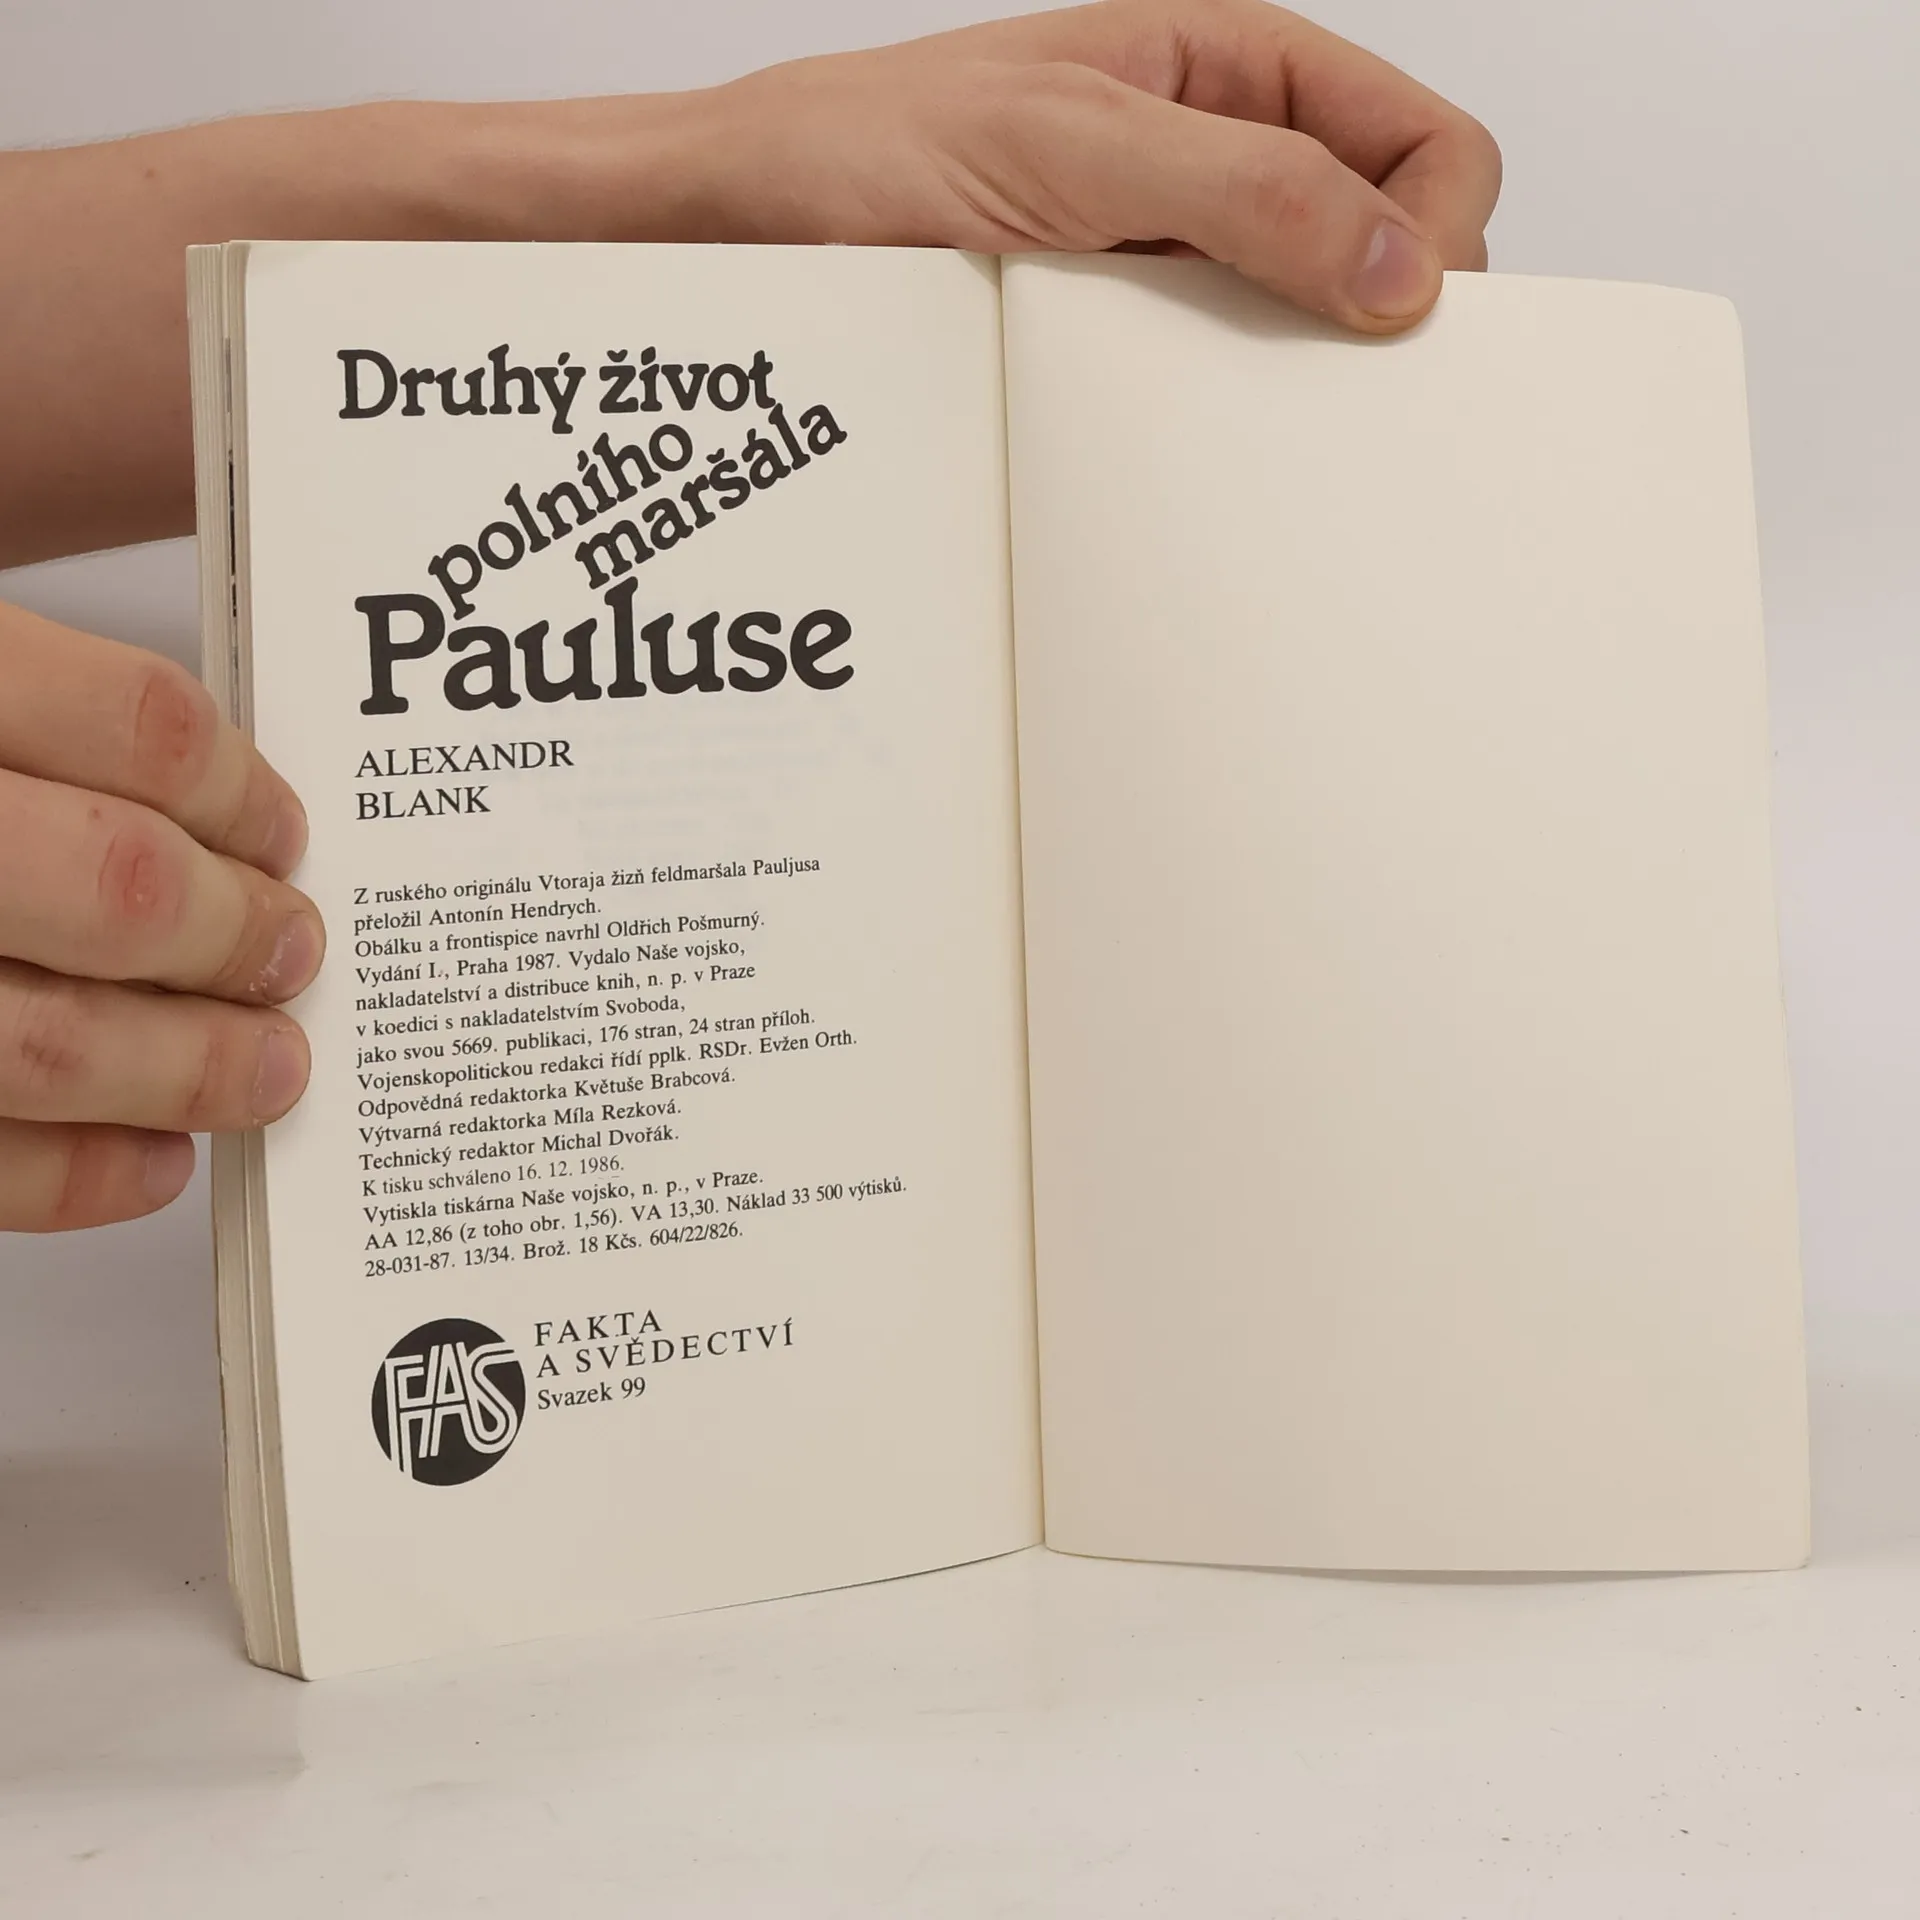 Druhý život
polního
maršála
Pauluse
ALEXANDR
BLANK
Z ruského originálu Vtoraja žizň feldmaršala Pauljusa
přeložil Antonín Hendrych.
Obálku a frontispice navrhl Oldřich Pošmurný.
Vydání I., Praha 1987. Vydalo Naše vojsko,
nakladatelství a distribuce knih, n. p. v Praze
v koedici s nakladatelstvím Svoboda,
jako svou 5669. publikaci, 176 stran, 24 stran příloh.
Vojenskopolitickou redakci řídí pplk. RSDr. Evžen Orth.
Odpovědná redaktorka Květuše Brabcová.
Výtvarná redaktorka Míla Rezková.
Technický redaktor Michal Dvořák.
K tisku schváleno 16. 12. 1986.
Vytiskla tiskárna Naše vojsko, n. p., v Praze.
AA 12,86 (z toho obr. 1,56). VA 13,30. Náklad 33 500 výtisků.
28-031-87. 13/34. Brož. 18 Kčs. 604/22/826.
FAS
FAKTA
A SVĚDECTVÍ
Svazek 99